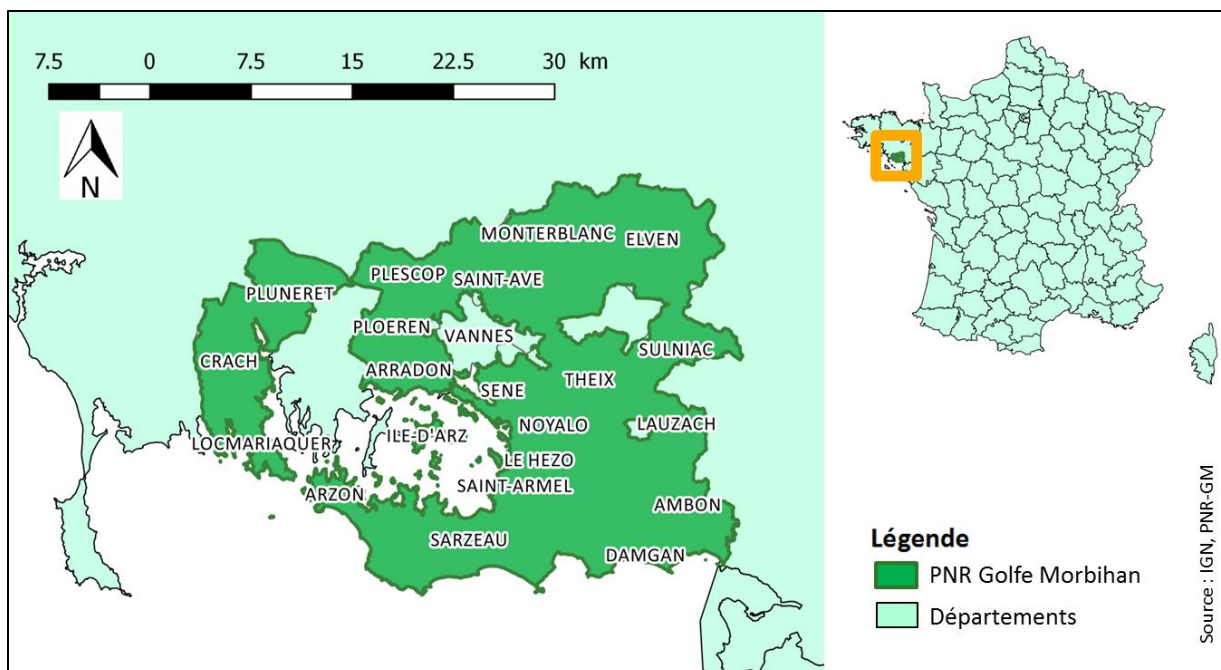 7.5 0 7.5 15 22.5 30 km
N
MONTERBLANC
ELVEN
PLESCOP
SAINT-AVE
PLUNERET
PLOEREN
VANNES
SULNIAC
CRACH
ARRADON
THEIX
SENE
NOYALO
LAUZACH
ILE-D'ARZ
LOCMARIAQUER
LE HEZO
SAINT-ARMEL
ARZON
AMBON
SARZEAU
DAMGAN
Légende
PNR Golfe Morbihan
Départements
Source : IGN, PNR-GM